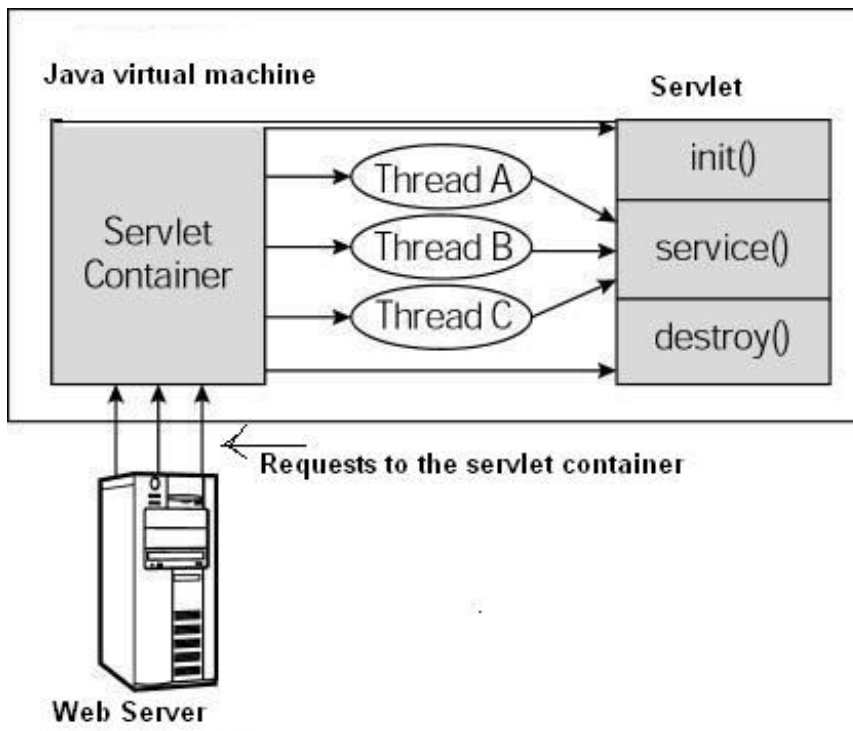 Java virtual machine
Servlet
Servlet
Container
Thread A
Thread B
Thread C
init()
service()
destroy()
Requests to the servlet container
Web Server